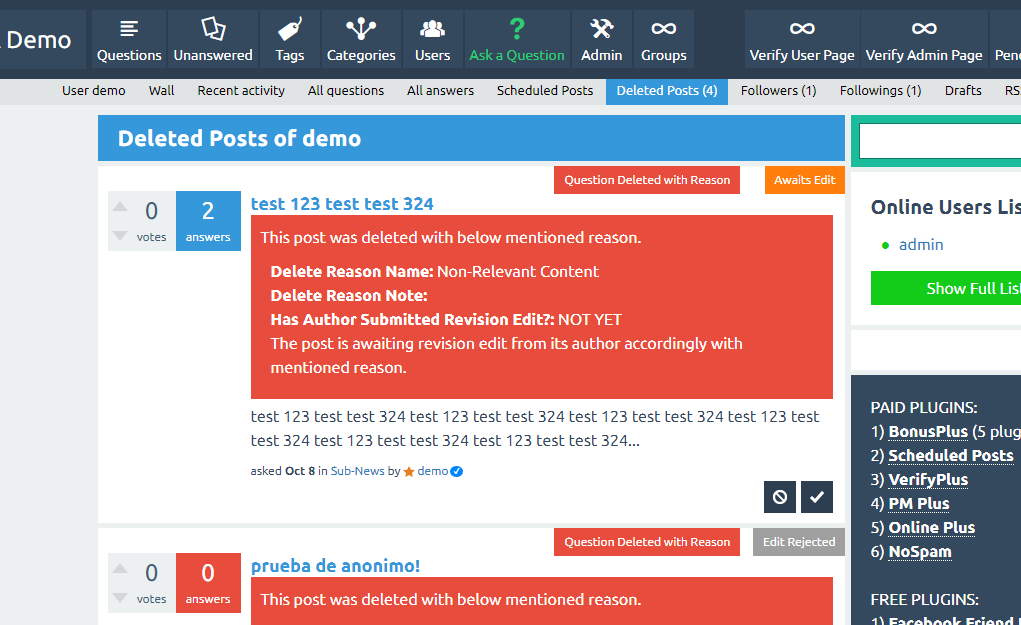 Demo
Questions
Unanswered
Tags
Categories
Users
?
Ask a Question
Admin
Groups
Verify User Page
Verify Admin Page
Pen
User demo
Wall
Recent activity
All questions
All answers
Scheduled Posts
Deleted Posts (4)
Followers (1)
Followings (1)
Drafts
RS
Deleted Posts of demo
Question Deleted with Reason
Awaits Edit
0
votes
2
answers
test 123 test test 324
This post was deleted with below mentioned reason.
Delete Reason Name: Non-Relevant Content
Delete Reason Note:
Has Author Submitted Revision Edit?: NOT YET
The post is awaiting revision edit from its author accordingly with
mentioned reason.
test 123 test test 324 test 123 test test 324 test 123 test test 324 test 123 test
test 324 test 123 test test 324 test 123 test test 324...
asked Oct 8 in Sub-News by demo
Question Deleted with Reason
Edit Rejected
0
votes
0
answers
prueba de anonimo!
This post was deleted with below mentioned reason.
Online Users Lis
admin
Show Full List
PAID PLUGINS:
1) BonusPlus (5 plug
2) Scheduled Posts
3) VerifyPlus
4) PM Plus
5) Online Plus
6) NoSpam
FREE PLUGINS:
1) Facebook Friend